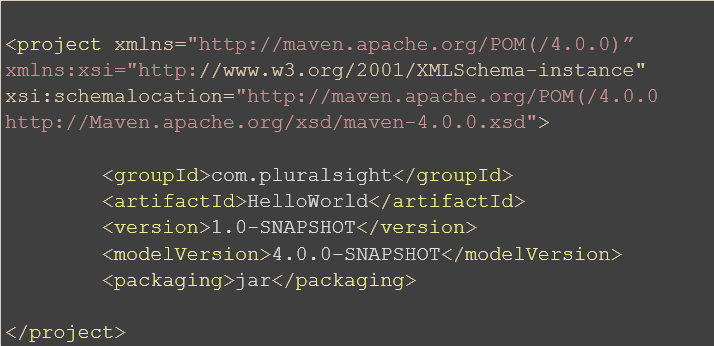 <project xmlns="http://maven.apache.org/POM(/4.0.0)”
xmlns:xsi="http://www.w3.org/2001/XMLSchema-instance"
xsi:schemalocation="http://maven.apache.org/POM(/4.0.0
http://Maven.apache.org/xsd/maven-4.0.0.xsd">
<groupId>com.pluralsight</groupId>
<artifactId>HelloWorld</artifactId>
<version>1.0-SNAPSHOT</version>
<modelVersion>4.0.0-SNAPSHOT</modelVersion>
<packaging>jar</packaging>
</project>